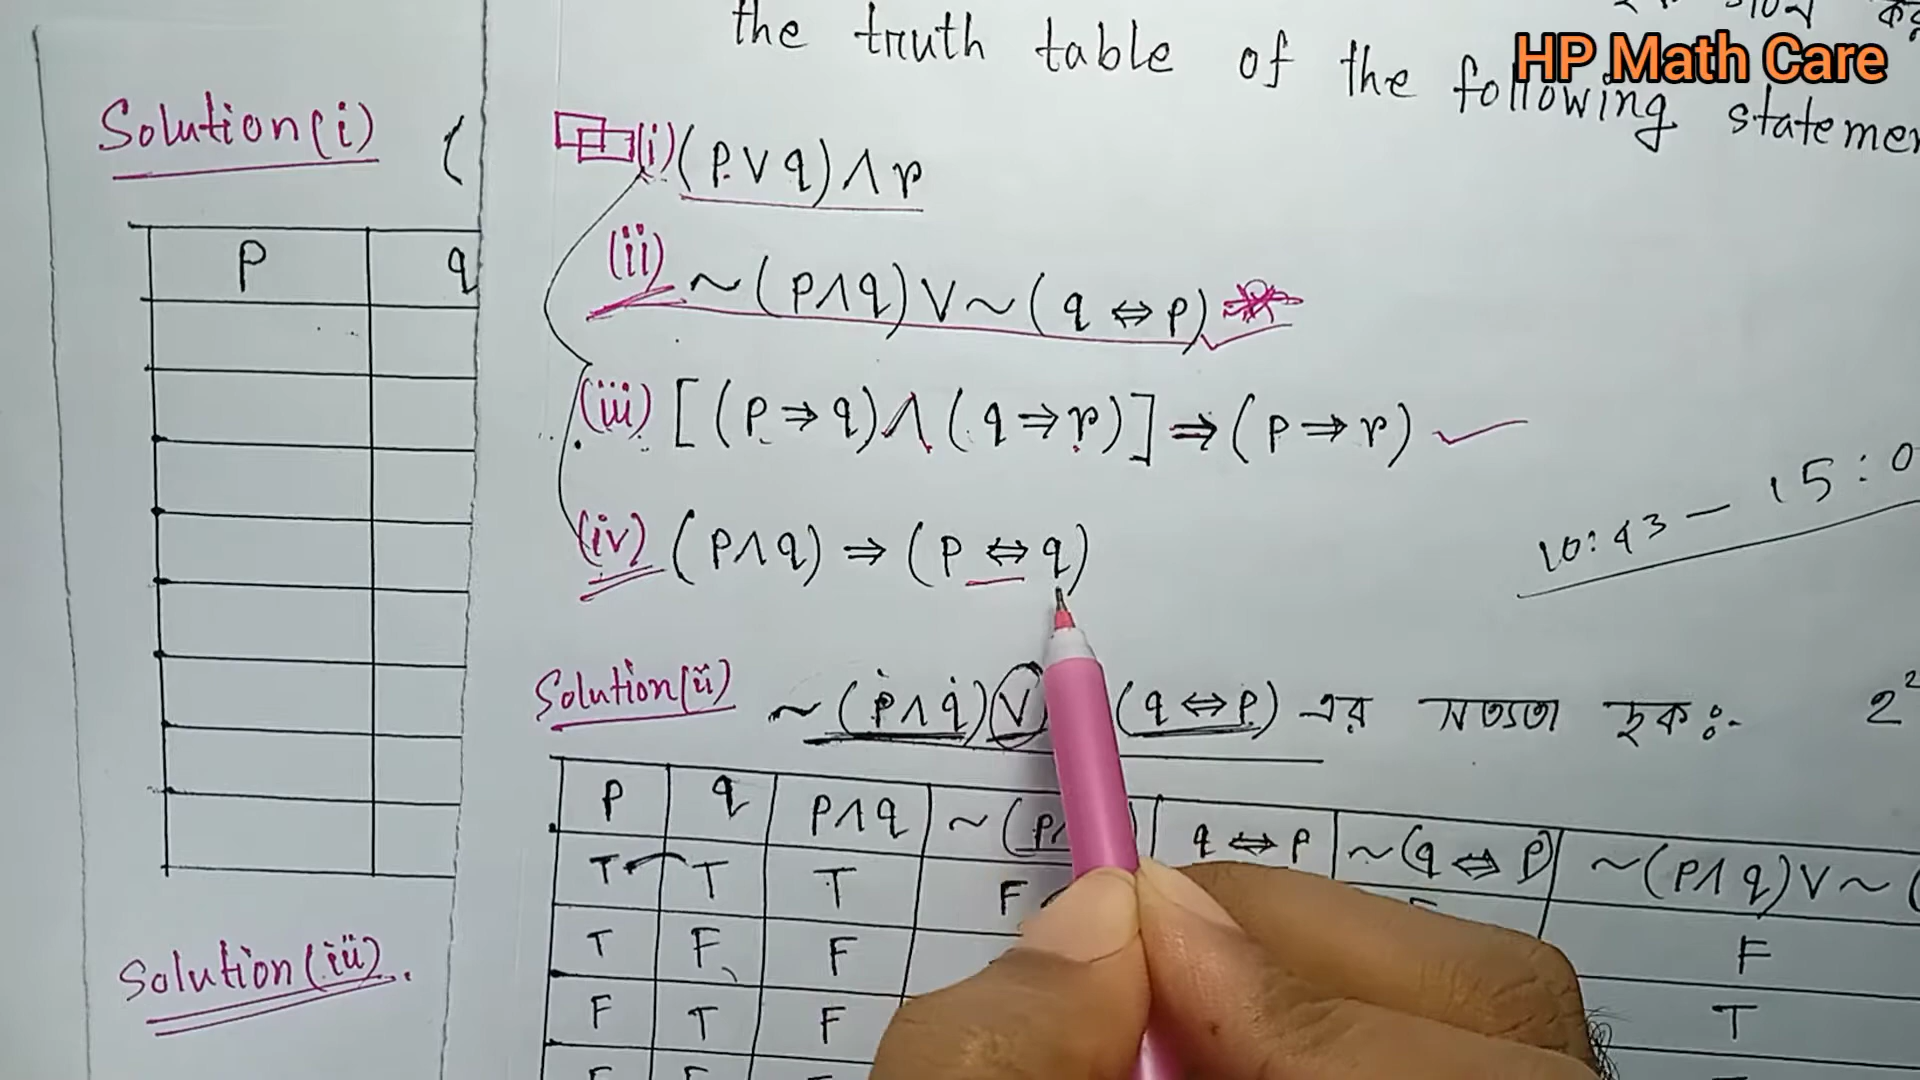 the truth table of the following statemen
HP Math Care
Solution(i) (
(i) (p∨q)∧r
(ii) ~(p∧q)∨~(q⇔p)
(iii) [(p⇒q)∧(q⇒r)]⇒(p⇒r)
(iv) (p∧q)⇒(p⇔q)
10:43 – 15:0
p q
Solution(ii) ~(p∧q)∨ (q⇔p) এর সত্যতা ছক:- 2²
p q p∧q ~(p q⇔p ~(q⇔p) ~(p∧q)∨~(
T T T F
T F F F
F T F T
Solution(iii).